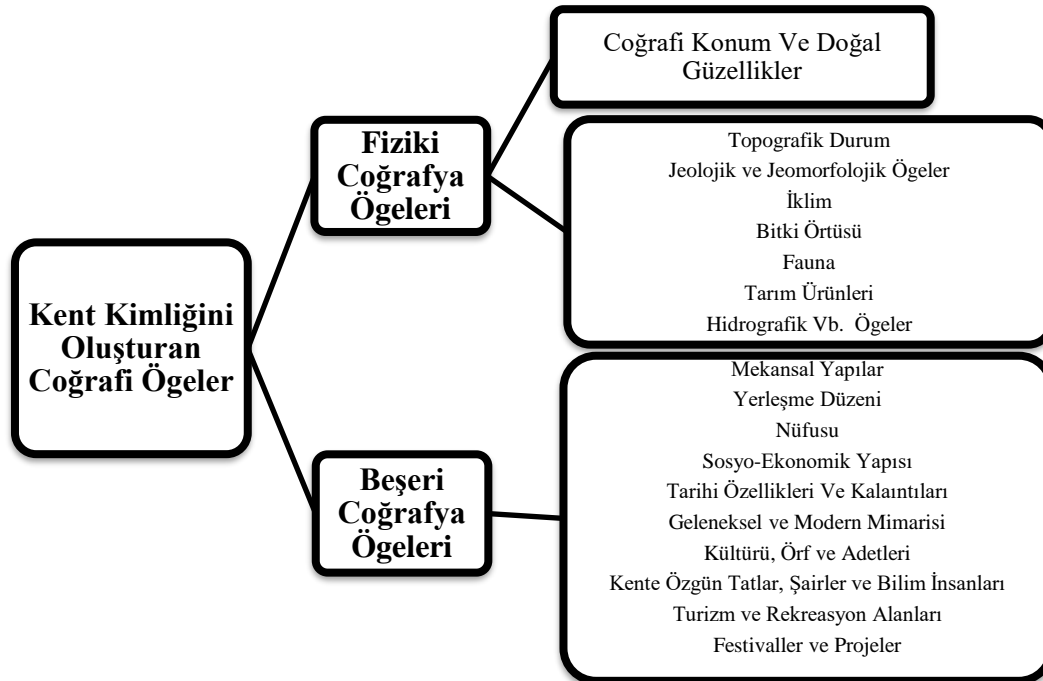 Kent Kimliğini
Oluşturan
Coğrafi Ögeler
Fiziki
Coğrafya
Ögeleri
Coğrafi Konum Ve Doğal
Güzellikler
Topografik Durum
Jeolojik ve Jeomorfolojik Ögeler
İklim
Bitki Örtüsü
Fauna
Tarım Ürünleri
Hidrografik Vb. Ögeler
Beşeri
Coğrafya
Ögeleri
Mekansal Yapılar
Yerleşme Düzeni
Nüfusu
Sosyo-Ekonomik Yapısı
Tarihi Özellikleri Ve Kalaıntıları
Geleneksel ve Modern Mimarisi
Kültürü, Örf ve Adetleri
Kente Özgün Tatlar, Şairler ve Bilim İnsanları
Turizm ve Rekreasyon Alanları
Festivaller ve Projeler